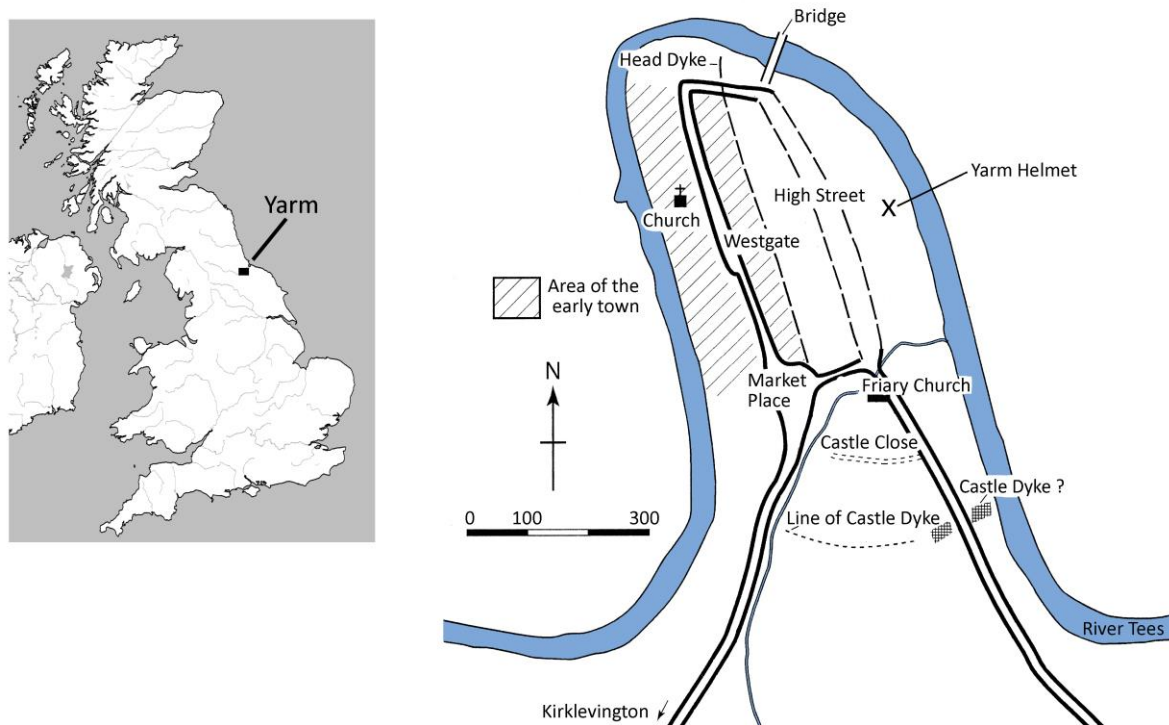 Yarm
Bridge
Head Dyke
Yarm Helmet
High Street
X
Church
Westgate
Area of the
early town
N
Market
Place
Friary Church
Castle Close
Castle Dyke ?
0 100 300
Line of Castle Dyke
River Tees
Kirklevington